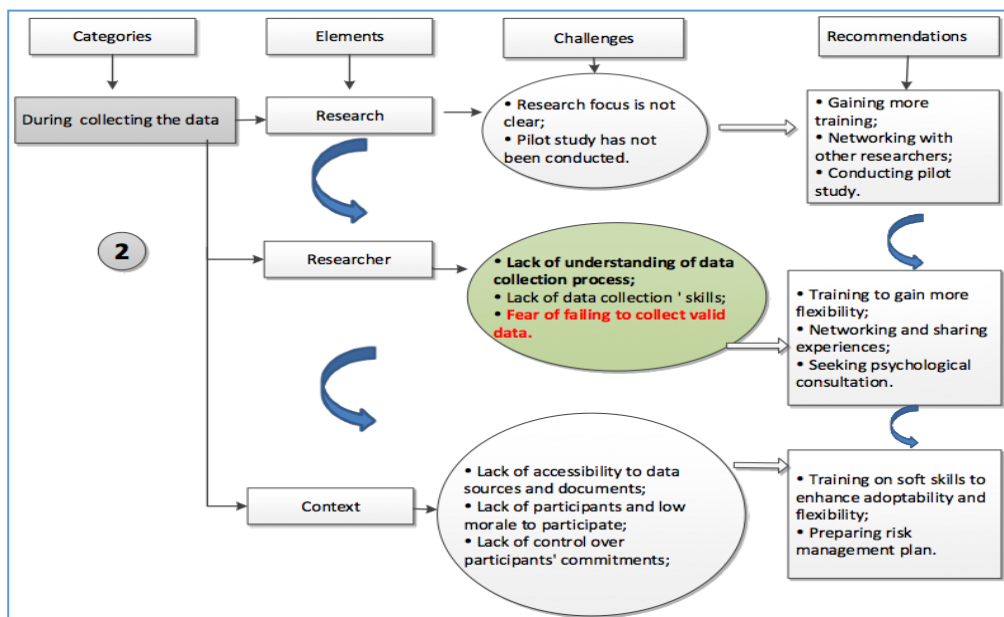 Categories
Elements
Challenges
Recommendations
During collecting the data
Research
• Research focus is not
clear;
• Pilot study has not
been conducted.
• Gaining more
training;
• Networking with
other researchers;
• Conducting pilot
study.
2
Researcher
• Lack of understanding of data
collection process;
• Lack of data collection ' skills;
• Fear of failing to collect valid
data.
• Training to gain more
flexibility;
• Networking and sharing
experiences;
• Seeking psychological
consultation.
Context
• Lack of accessibility to data
sources and documents;
• Lack of participants and low
morale to participate;
• Lack of control over
participants' commitments;
• Training on soft skills to
enhance adoptability and
flexibility;
• Preparing risk
management plan.